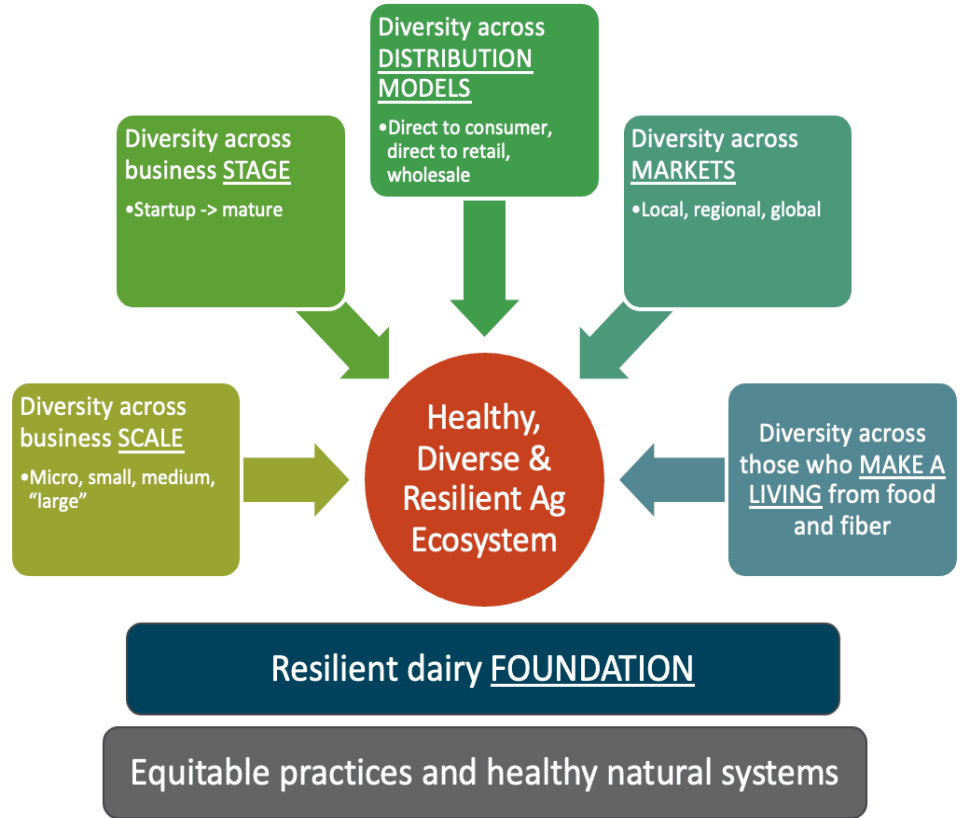 Diversity across
DISTRIBUTION
MODELS
•Direct to consumer,
direct to retail,
wholesale
Diversity across
business STAGE
•Startup -> mature
Diversity across
MARKETS
•Local, regional, global
Diversity across
business SCALE
•Micro, small, medium,
“large”
Healthy,
Diverse &
Resilient Ag
Ecosystem
Diversity across
those who MAKE A
LIVING from food
and fiber
Resilient dairy FOUNDATION
Equitable practices and healthy natural systems